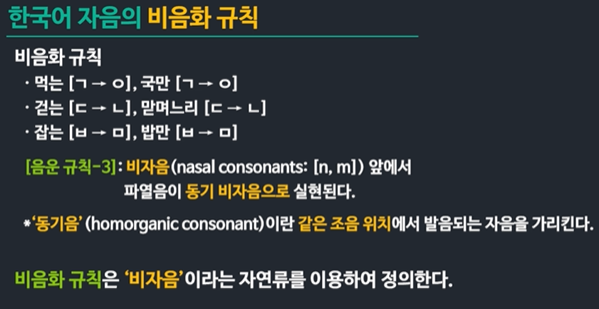 한국어 자음의 비음화 규칙
비음화 규칙
· 먹는 [ㄱ → ㅇ], 국만 [ㄱ → ㅇ]
· 걷는 [ㄷ → ㄴ], 맏며느리 [ㄷ → ㄴ]
· 잡는 [ㅂ → ㅁ], 밥만 [ㅂ → ㅁ]
[음운 규칙-3]: 비자음(nasal consonants: [n, m]) 앞에서
파열음이 동기 비자음으로 실현된다.
*‘동기음’(homorganic consonant)이란 같은 조음 위치에서 발음되는 자음을 가리킨다.
비음화 규칙은 ‘비자음’이라는 자연류를 이용하여 정의한다.